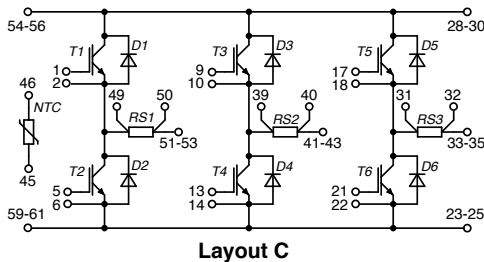 54-56 28-30
T1 D1 T3 D3 T5 D5
1 9 17
2 10 18
46 49 50 39 40 31 32
NTC RS1 RS2 RS3
51-53 41-43 33-35
45 T2 D2 T4 D4 T6 D6
5 13 21
6 14 22
59-61 23-25
Layout C